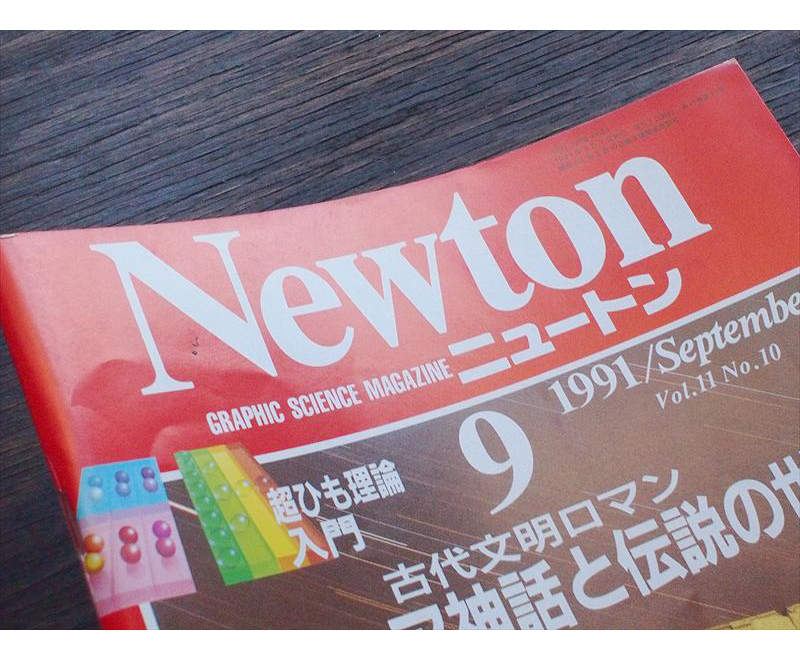 Newton
ニュートン
GRAPHIC SCIENCE MAGAZINE
9
1991/Septembe
Vol.11 No.10
超ひも理論
入門
古代文明ロマン
神話と伝説の世